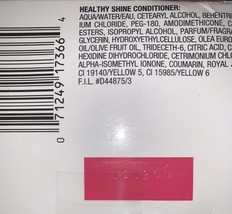 HEALTHY SHINE CONDITIONER:
AQUA/WATER/EAU, CETEARYL ALCOHOL, BEHENTRI
IUM CHLORIDE, PEG-180, AMODIMETHICONE, C
ESTERS, ISOPROPYL ALCOHOL, PARFUM/FRAGRAN
GLYCERIN, HYDROXYETHYLCELLULOSE, OLEA EURO
OIL/OLIVE FRUIT OIL, TRIDECETH-6, CITRIC ACID, C
HEXIDINE DIHYDROCHLORIDE, CETRIMONIUM CHLO
ALPHA-ISOMETHYL IONONE, COUMARIN, ROYAL J
CI 19140/YELLOW 5, CI 15985/YELLOW 6
F.I.L. #D44875/3
0 71249 17366 4